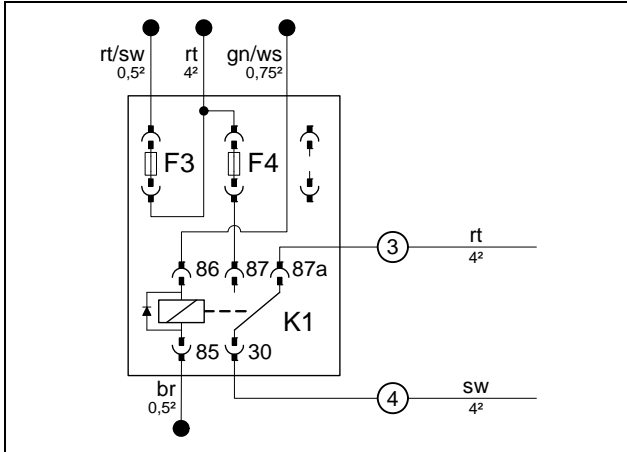 rt/sw rt gn/ws
0,5² 4² 0,75²
F3 F4
86 87 87a
3 rt
4²
K1
85 30
br
0,5²
4 sw
4²